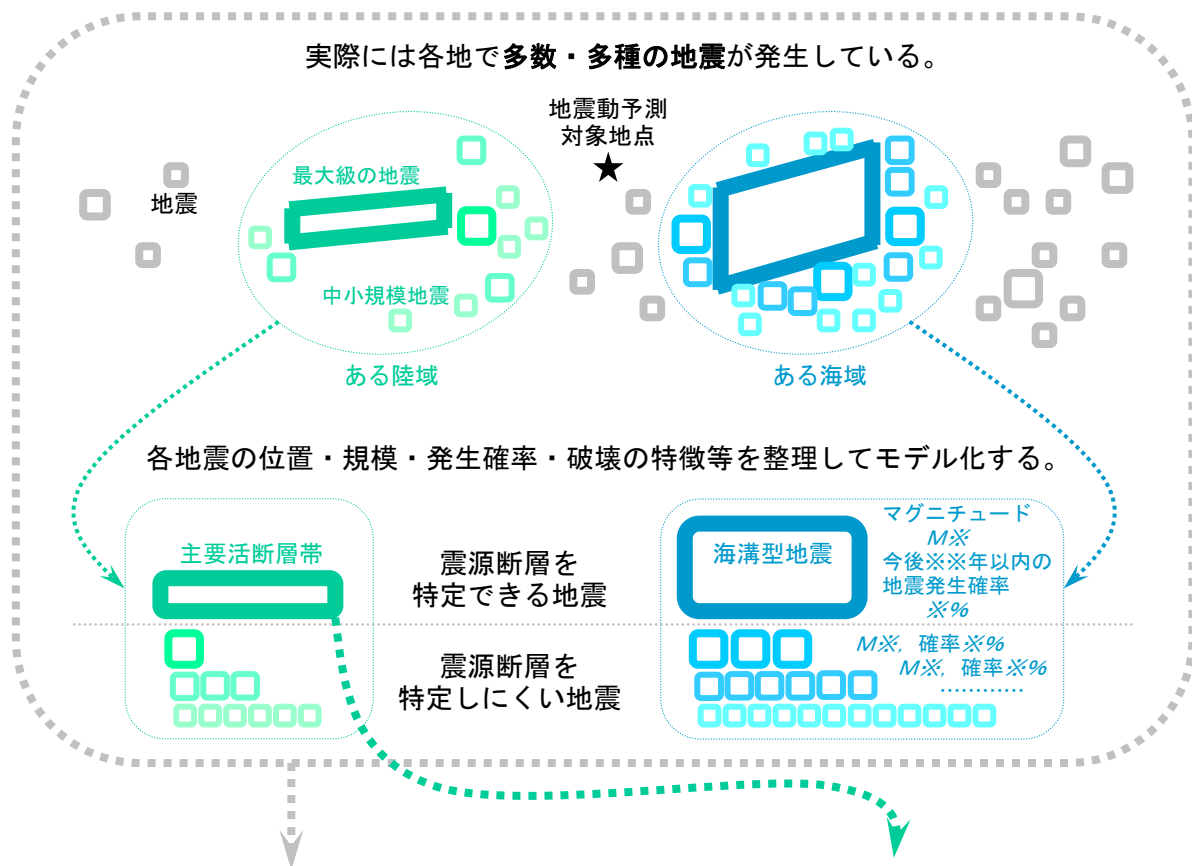 実際には各地で多数・多種の地震が発生している。
地震動予測
対象地点
地震
最大級の地震
中小規模地震
ある陸域
ある海域
各地震の位置・規模・発生確率・破壊の特徴等を整理してモデル化する。
主要活断層帯
震源断層を
特定できる地震
海溝型地震
マグニチュード
M※
今後※※年以内の
地震発生確率
※%
震源断層を
特定しにくい地震
M※, 確率※%
M※, 確率※%
…………